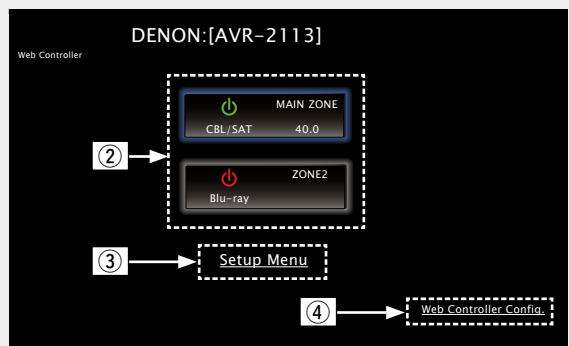 DENON:[AVR-2113]
Web Controller
MAIN ZONE
CBL/SAT 40.0
② ZONE2
Blu-ray
③ Setup Menu
④ Web Controller Config.